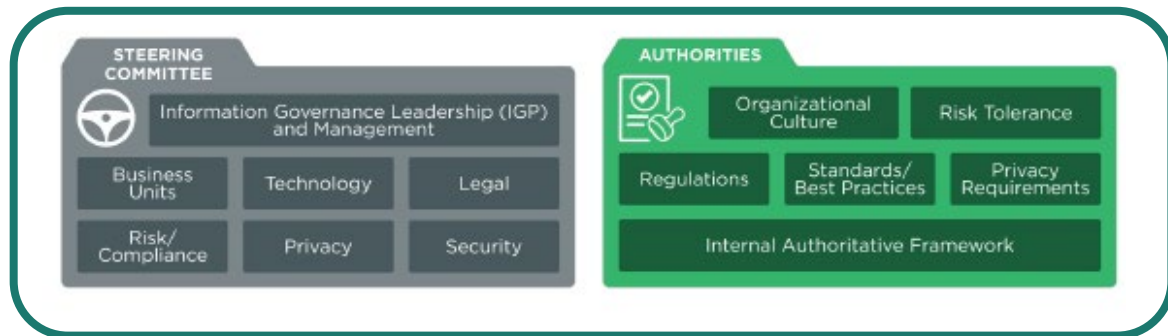 STEERING
COMMITTEE
Information Governance Leadership (IGP)
and Management
Business
Units
Technology
Legal
Risk/
Compliance
Privacy
Security
AUTHORITIES
Organizational
Culture
Risk Tolerance
Regulations
Standards/
Best Practices
Privacy
Requirements
Internal Authoritative Framework